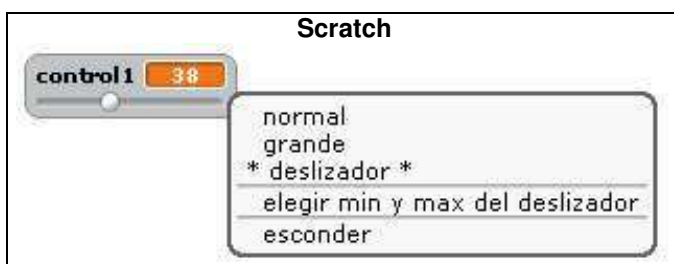 Scratch
control1 38
normal
grande
* deslizador *
elegir min y max del deslizador
esconder